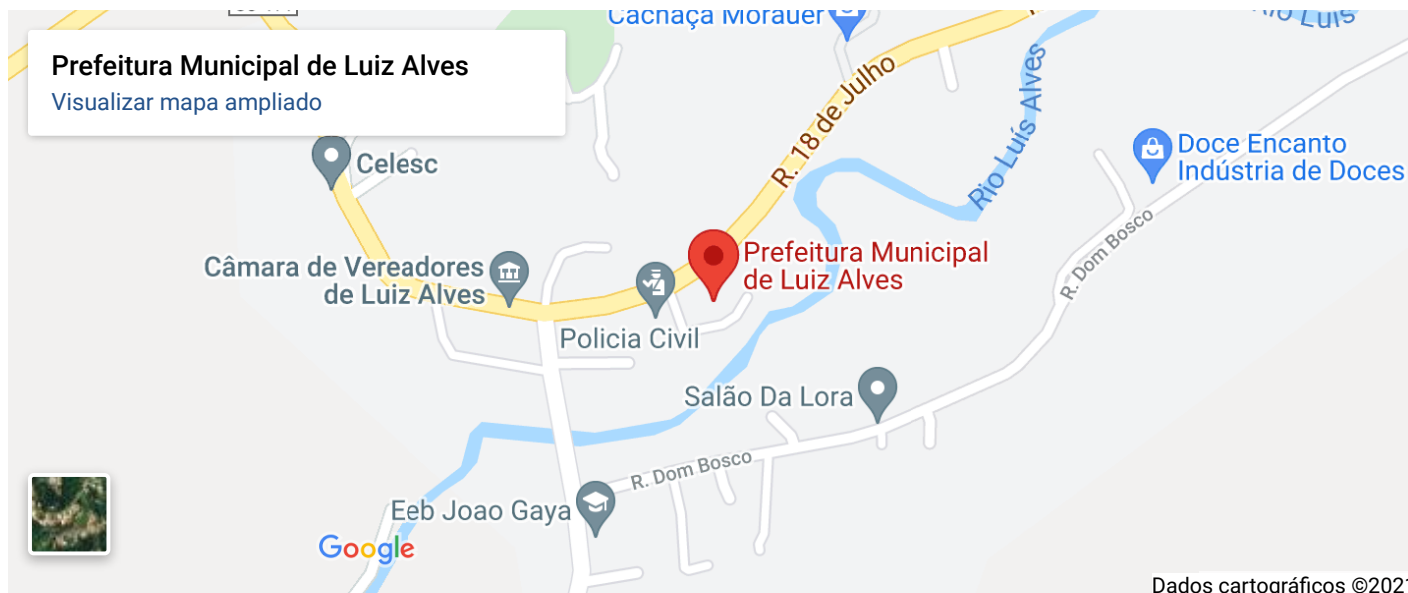 Cachaça Morauer
Prefeitura Municipal de Luiz Alves
Visualizar mapa ampliado
R. 18 de Julho
Rio Luís Alves
Celesc
Doce Encanto
Indústria de Doces
Câmara de Vereadores
de Luiz Alves
Prefeitura Municipal
de Luiz Alves
R. Dom Bosco
Policia Civil
Salão Da Lora
R. Dom Bosco
Eeb Joao Gaya
Google
Dados cartográficos ©2021